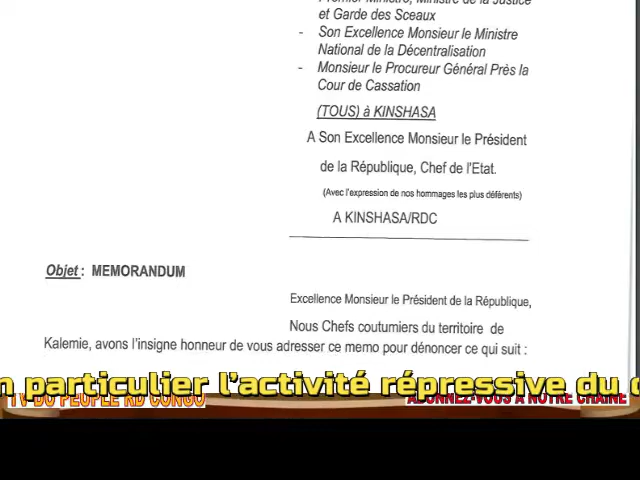 Premier Ministre, Ministre de la Justice
et Garde des Sceaux
- Son Excellence Monsieur le Ministre
National de la Décentralisation
- Monsieur le Procureur Général Près la
Cour de Cassation
(TOUS) à KINSHASA
A Son Excellence Monsieur le Président
de la République, Chef de l'Etat.
(Avec l'expression de nos hommages les plus déférents)
A KINSHASA/RDC
Objet : MEMORANDUM
Excellence Monsieur le Président de la République,
Nous Chefs coutumiers du territoire de
Kalemie, avons l'insigne honneur de vous adresser ce memo pour dénoncer ce qui suit :
particulier l'activité répressive du
TV DU PEUPLE RD CONGO
ABONNEZ-VOUS A NOTRE CHAINE